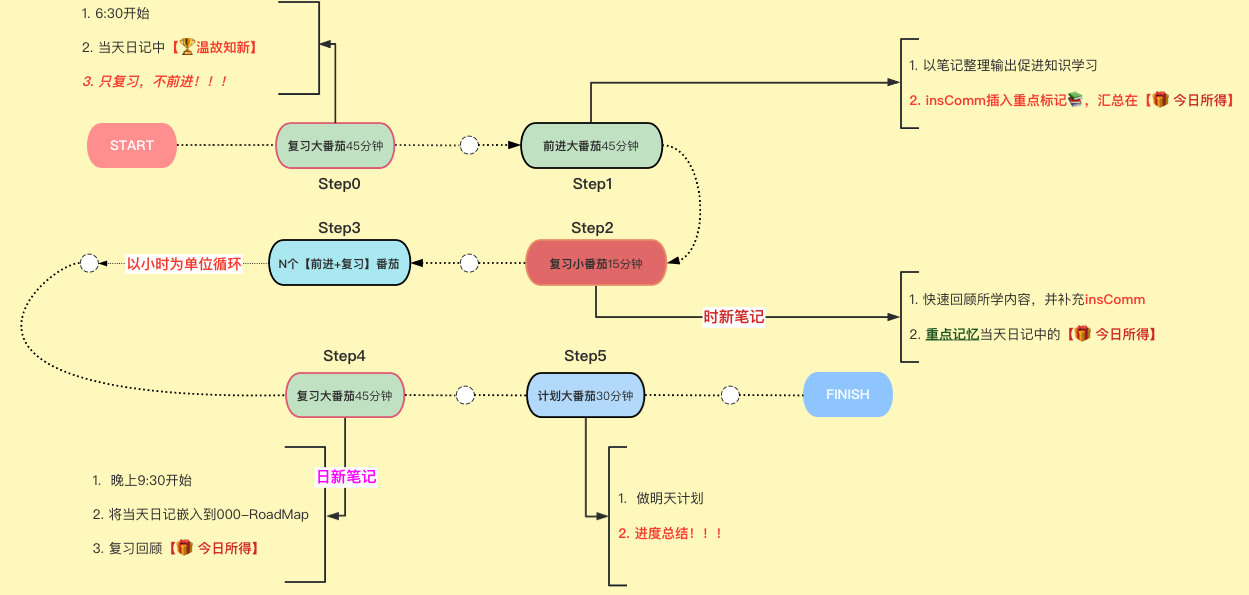 1. 6:30开始
2. 当天日记中【🏆温故知新】
3. 只复习，不前进！！！
1. 以笔记整理输出促进知识学习
2. insComm插入重点标记📚，汇总在【🎁 今日所得】
START
复习大番茄45分钟
前进大番茄45分钟
Step0
Step1
Step3
Step2
以小时为单位循环
N个【前进+复习】番茄
复习小番茄15分钟
时新笔记
1. 快速回顾所学内容，并补充insComm
2. 重点记忆当天日记中的【🎁 今日所得】
Step4
Step5
复习大番茄45分钟
计划大番茄30分钟
FINISH
日新笔记
1. 晚上9:30开始
2. 将当天日记嵌入到000-RoadMap
3. 复习回顾【🎁 今日所得】
1. 做明天计划
2. 进度总结！！！